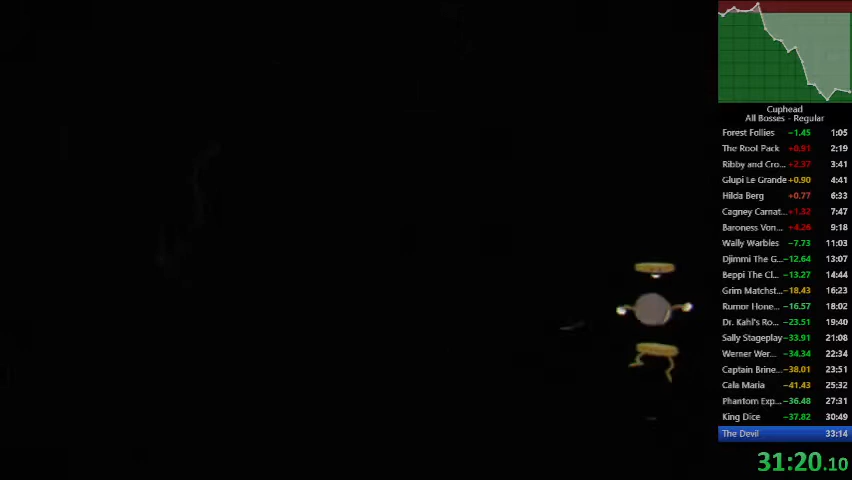 Cuphead
All Bosses - Regular
Forest Follies -1.45 1:05
The Root Pack +0.91 2:19
Ribby and Cro... +2.37 3:41
Glupi Le Grande +0.90 4:41
Hilda Berg +0.77 6:33
Cagney Carnat... +1.32 7:47
Baroness Von... +4.26 9:18
Wally Warbles -7.73 11:03
Djimmi The G... -12.64 13:07
Beppi The Cl... -13.27 14:44
Grim Matchst... -18.43 16:23
Rumor Hone... -16.57 18:02
Dr. Kahl's Ro... -23.51 19:40
Sally Stageplay -33.91 21:08
Werner Wer... -34.34 22:34
Captain Brine... -38.01 23:51
Cala Maria -41.43 25:32
Phantom Exp... -36.48 27:31
King Dice -37.82 30:49
The Devil 33:14
31:20.10